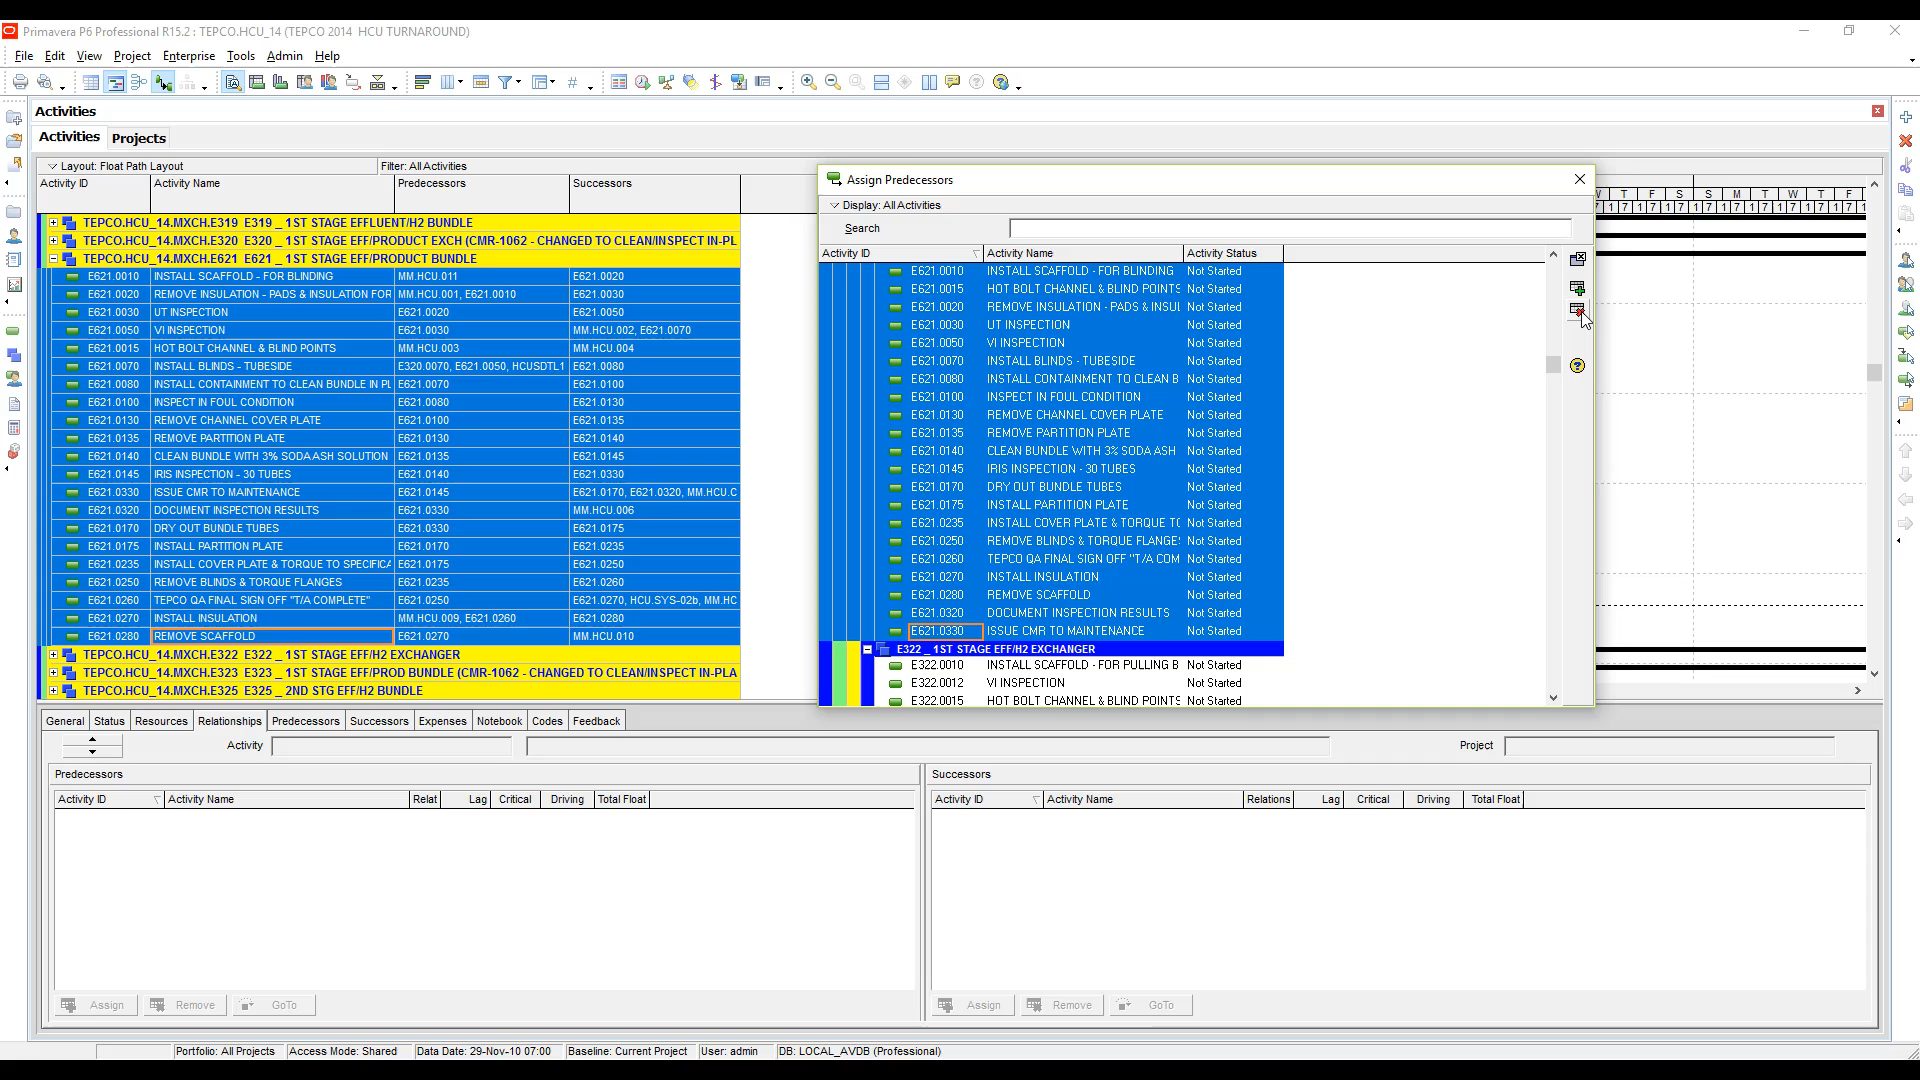 Primavera P6 Professional R15.2 : TEPCO.HCU_14 (TEPCO 2014  HCU TURNAROUND)
File Edit View Project Enterprise Tools Admin Help
Activities
Activities Projects
Layout: Float Path Layout Filter: All Activities
Activity ID Activity Name Predecessors Successors
TEPCO.HCU_14.MXCH.E319  E319 _ 1ST STAGE EFFLUENT/H2 BUNDLE
TEPCO.HCU_14.MXCH.E320  E320 _ 1ST STAGE EFF/PRODUCT EXCH (CMR-1062 - CHANGED TO CLEAN/INSPECT IN-PL
TEPCO.HCU_14.MXCH.E621  E621 _ 1ST STAGE EFF/PRODUCT BUNDLE
E621.0010 INSTALL SCAFFOLD - FOR BLINDING MM.HCU.011 E621.0020
E621.0020 REMOVE INSULATION - PADS & INSULATION FOR MM.HCU.001, E621.0010 E621.0030
E621.0030 UT INSPECTION E621.0020 E621.0050
E621.0050 VI INSPECTION E621.0030 MM.HCU.002, E621.0070
E621.0015 HOT BOLT CHANNEL & BLIND POINTS MM.HCU.003 MM.HCU.004
E621.0070 INSTALL BLINDS - TUBESIDE E320.0070, E621.0050, HCUSDTL1 E621.0080
E621.0080 INSTALL CONTAINMENT TO CLEAN BUNDLE IN PL E621.0070 E621.0100
E621.0100 INSPECT IN FOUL CONDITION E621.0080 E621.0130
E621.0130 REMOVE CHANNEL COVER PLATE E621.0100 E621.0135
E621.0135 REMOVE PARTITION PLATE E621.0130 E621.0140
E621.0140 CLEAN BUNDLE WITH 3% SODA ASH SOLUTION E621.0135 E621.0145
E621.0145 IRIS INSPECTION - 30 TUBES E621.0140 E621.0330
E621.0330 ISSUE CMR TO MAINTENANCE E621.0145 E621.0170, E621.0320, MM.HCU.C
E621.0320 DOCUMENT INSPECTION RESULTS E621.0330 MM.HCU.006
E621.0170 DRY OUT BUNDLE TUBES E621.0330 E621.0175
E621.0175 INSTALL PARTITION PLATE E621.0170 E621.0235
E621.0235 INSTALL COVER PLATE & TORQUE TO SPECIFICA E621.0175 E621.0250
E621.0250 REMOVE BLINDS & TORQUE FLANGES E621.0235 E621.0260
E621.0260 TEPCO QA FINAL SIGN OFF "T/A COMPLETE" E621.0250 E621.0270, HCU.SYS-02b, MM.HC
E621.0270 INSTALL INSULATION MM.HCU.009, E621.0260 E621.0280
E621.0280 REMOVE SCAFFOLD E621.0270 MM.HCU.010
TEPCO.HCU_14.MXCH.E322  E322 _ 1ST STAGE EFF/H2 EXCHANGER
TEPCO.HCU_14.MXCH.E323  E323 _ 1ST STAGE EFF/PROD BUNDLE (CMR-1062 - CHANGED TO CLEAN/INSPECT IN-PLA
TEPCO.HCU_14.MXCH.E325  E325 _ 2ND STG EFF/H2 BUNDLE
Assign Predecessors
Display: All Activities
Search
Activity ID Activity Name Activity Status
E621.0010 INSTALL SCAFFOLD - FOR BLINDING Not Started
E621.0015 HOT BOLT CHANNEL & BLIND POINTS Not Started
E621.0020 REMOVE INSULATION - PADS & INSUL Not Started
E621.0030 UT INSPECTION Not Started
E621.0050 VI INSPECTION Not Started
E621.0070 INSTALL BLINDS - TUBESIDE Not Started
E621.0080 INSTALL CONTAINMENT TO CLEAN B Not Started
E621.0100 INSPECT IN FOUL CONDITION Not Started
E621.0130 REMOVE CHANNEL COVER PLATE Not Started
E621.0135 REMOVE PARTITION PLATE Not Started
E621.0140 CLEAN BUNDLE WITH 3% SODA ASH Not Started
E621.0145 IRIS INSPECTION - 30 TUBES Not Started
E621.0170 DRY OUT BUNDLE TUBES Not Started
E621.0175 INSTALL PARTITION PLATE Not Started
E621.0235 INSTALL COVER PLATE & TORQUE TO Not Started
E621.0250 REMOVE BLINDS & TORQUE FLANGES Not Started
E621.0260 TEPCO QA FINAL SIGN OFF "T/A COM Not Started
E621.0270 INSTALL INSULATION Not Started
E621.0280 REMOVE SCAFFOLD Not Started
E621.0320 DOCUMENT INSPECTION RESULTS Not Started
E621.0330 ISSUE CMR TO MAINTENANCE Not Started
E322 _ 1ST STAGE EFF/H2 EXCHANGER
E322.0010 INSTALL SCAFFOLD - FOR PULLING B Not Started
E322.0012 VI INSPECTION Not Started
E322.0015 HOT BOLT CHANNEL & BLIND POINTS Not Started
W T F S S M T W T F
General Status Resources Relationships Predecessors Successors Expenses Notebook Codes Feedback
Activity Project
Predecessors
Activity ID Activity Name Relat Lag Critical Driving Total Float
Assign Remove GoTo
Successors
Activity ID Activity Name Relations Lag Critical Driving Total Float
Assign Remove GoTo
Portfolio: All Projects Access Mode: Shared Data Date: 29-Nov-10 07:00 Baseline: Current Project User: admin DB: LOCAL_AVDB (Professional)